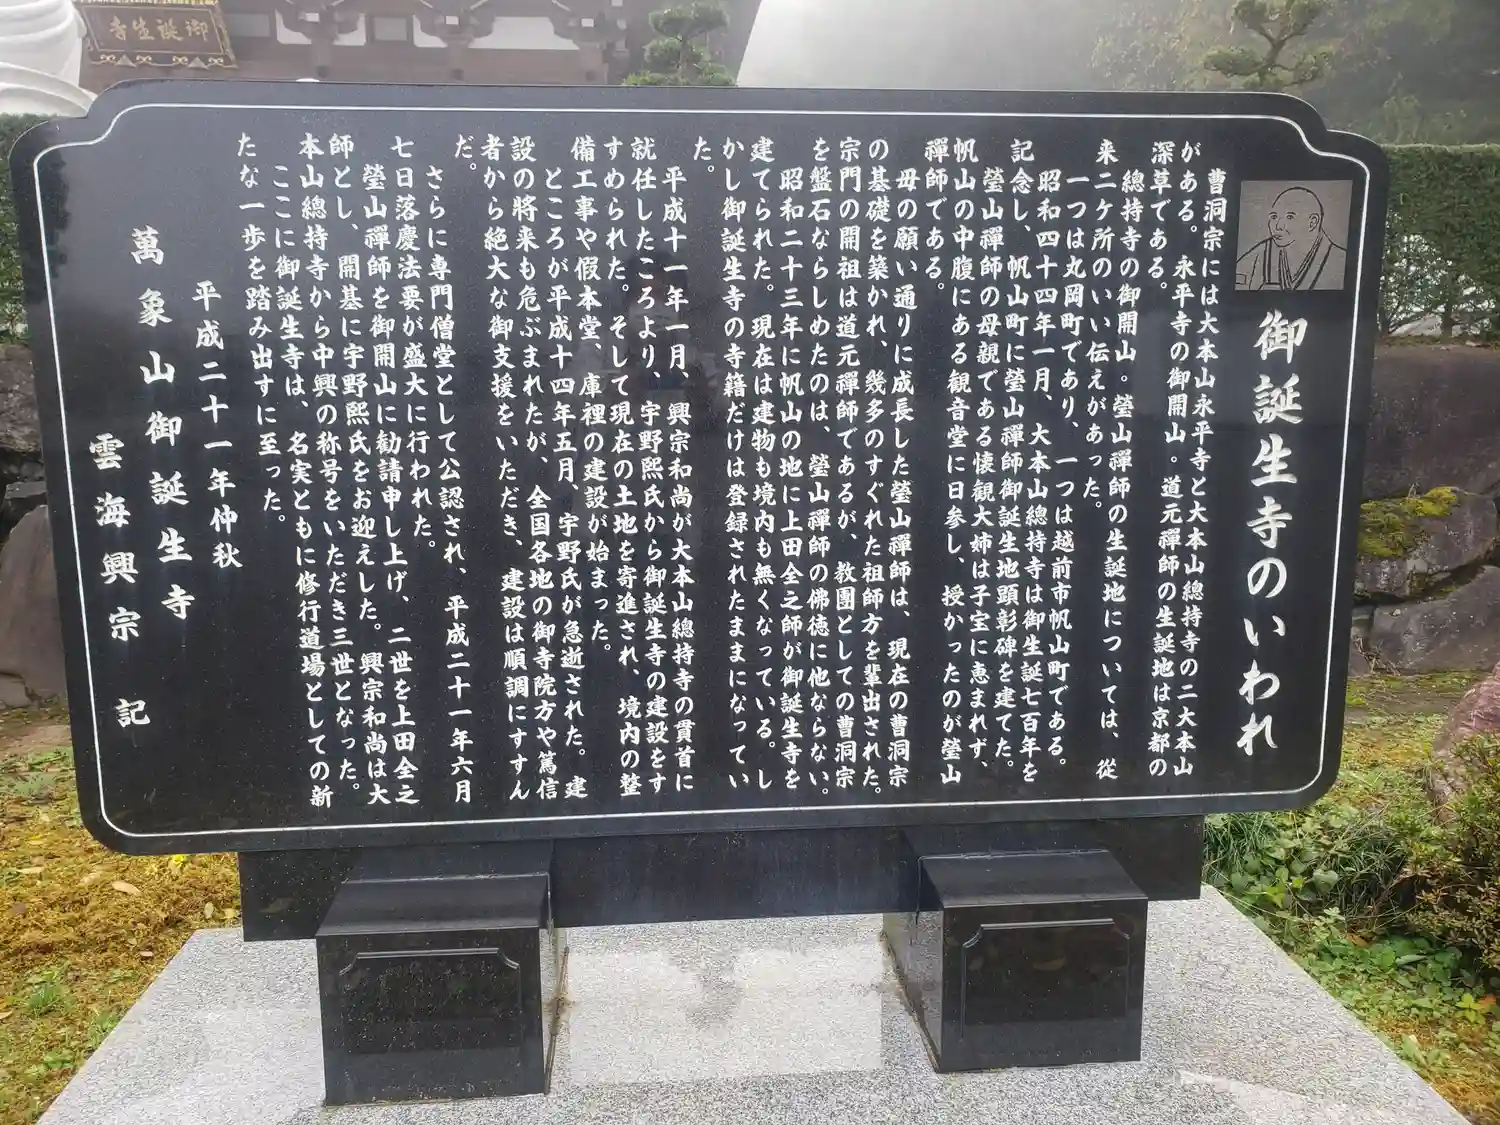 御誕生寺
御誕生寺のいわれ
曹洞宗には大本山永平寺と大本山總持寺の二大本山
がある。永平寺の御開山。道元禪師の生誕地は京都の
深草である。
總持寺の御開山。瑩山禪師の生誕地については、従
来二ケ所のいい伝えがあった。
一つは丸岡町であり、一つは越前市帆山町である。
昭和四十四年一月、大本山總持寺は御生誕七百年を
記念し、帆山町に瑩山禪師御誕生地顕彰碑を建てた。
瑩山禪師の母親である懐観大姉は子宝に恵まれず、
帆山の中腹にある観音堂に日参し、授かったのが瑩山
禪師である。
母の願い通りに成長した瑩山禪師は、現在の曹洞宗
の基礎を築かれ、幾多のすぐれた祖師方を輩出された。
宗門の開祖は道元禪師であるが、教團としての曹洞宗
を盤石ならしめたのは、瑩山禪師の佛徳に他ならない。
昭和二十三年に帆山の地に上田全之師が御誕生寺を
建てられた。現在は建物も境内も無くなっている。し
かし御誕生寺の寺籍だけは登録されたままになってい
た。
平成十一年一月、興宗和尚が大本山總持寺の貫首に
就任したころより、宇野熙氏から御誕生寺の建設をす
すめられた。そして現在の土地を寄進され、境内の整
備工事や假本堂、庫裡の建設が始まった。
ところが平成十四年五月、宇野氏が急逝された。建
設の将来も危ぶまれたが、全国各地の御寺院方や篤信
者から絶大な御支援をいただき、建設は順調にすすん
だ。
さらに専門僧堂として公認され、平成二十一年六月
七日落慶法要が盛大に行われた。
瑩山禪師を御開山に勧請申し上げ、二世を上田全之
師とし、開基に宇野熙氏をお迎えした。興宗和尚は大
本山總持寺から中興の称号をいただき三世となった。
ここに御誕生寺は、名実ともに修行道場としての新
たな一歩を踏み出すに至った。
平成二十一年仲秋
萬象山御誕生寺
雲海興宗 記